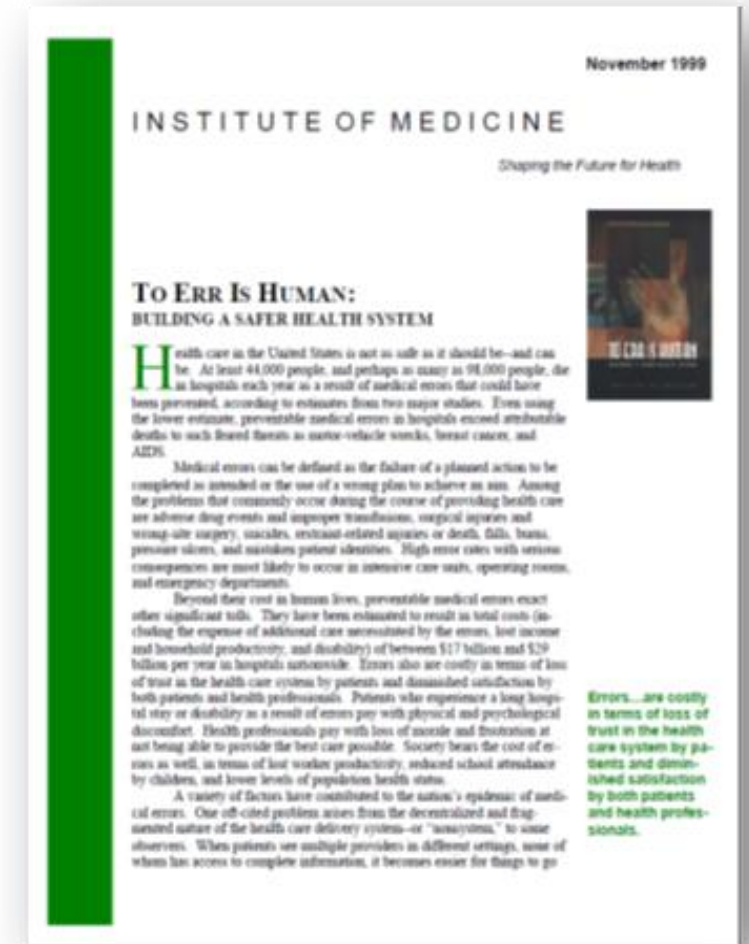 November 1999
INSTITUTE OF MEDICINE
Shaping the Future for Health
TO ERR IS HUMAN
TO ERR IS HUMAN:
BUILDING A SAFER HEALTH SYSTEM
Health care in the United States is not as safe as it should be--and can
be. At least 44,000 people, and perhaps as many as 98,000 people, die
in hospitals each year as a result of medical errors that could have
been prevented, according to estimates from two major studies. Even using
the lower estimate, preventable medical errors in hospitals exceed attributable
deaths to such feared threats as motor-vehicle wrecks, breast cancer, and
AIDS.
Medical errors can be defined as the failure of a planned action to be
completed as intended or the use of a wrong plan to achieve an aim. Among
the problems that commonly occur during the course of providing health care
are adverse drug events and improper transfusions, surgical injuries and
wrong-site surgery, suicides, restraint-related injuries or death, falls, burns,
pressure ulcers, and mistaken patient identities. High error rates with serious
consequences are most likely to occur in intensive care units, operating rooms,
and emergency departments.
Beyond their cost in human lives, preventable medical errors exact
other significant tolls. They have been estimated to result in total costs (in-
cluding the expense of additional care necessitated by the errors, lost income
and household productivity, and disability) of between $17 billion and $29
billion per year in hospitals nationwide. Errors also are costly in terms of loss
of trust in the health care system by patients and diminished satisfaction by
both patients and health professionals. Patients who experience a long hospi-
tal stay or disability as a result of errors pay with physical and psychological
discomfort. Health professionals pay with loss of morale and frustration at
not being able to provide the best care possible. Society bears the cost of er-
rors as well, in terms of lost worker productivity, reduced school attendance
by children, and lower levels of population health status.
A variety of factors have contributed to the nation's epidemic of medi-
cal errors. One oft-cited problem arises from the decentralized and frag-
mented nature of the health care delivery system--or "nonsystem," to some
observers. When patients see multiple providers in different settings, none of
whom has access to complete information, it becomes easier for things to go
Errors...are costly
in terms of loss of
trust in the health
care system by pa-
tients and dimin-
ished satisfaction
by both patients
and health profes-
sionals.